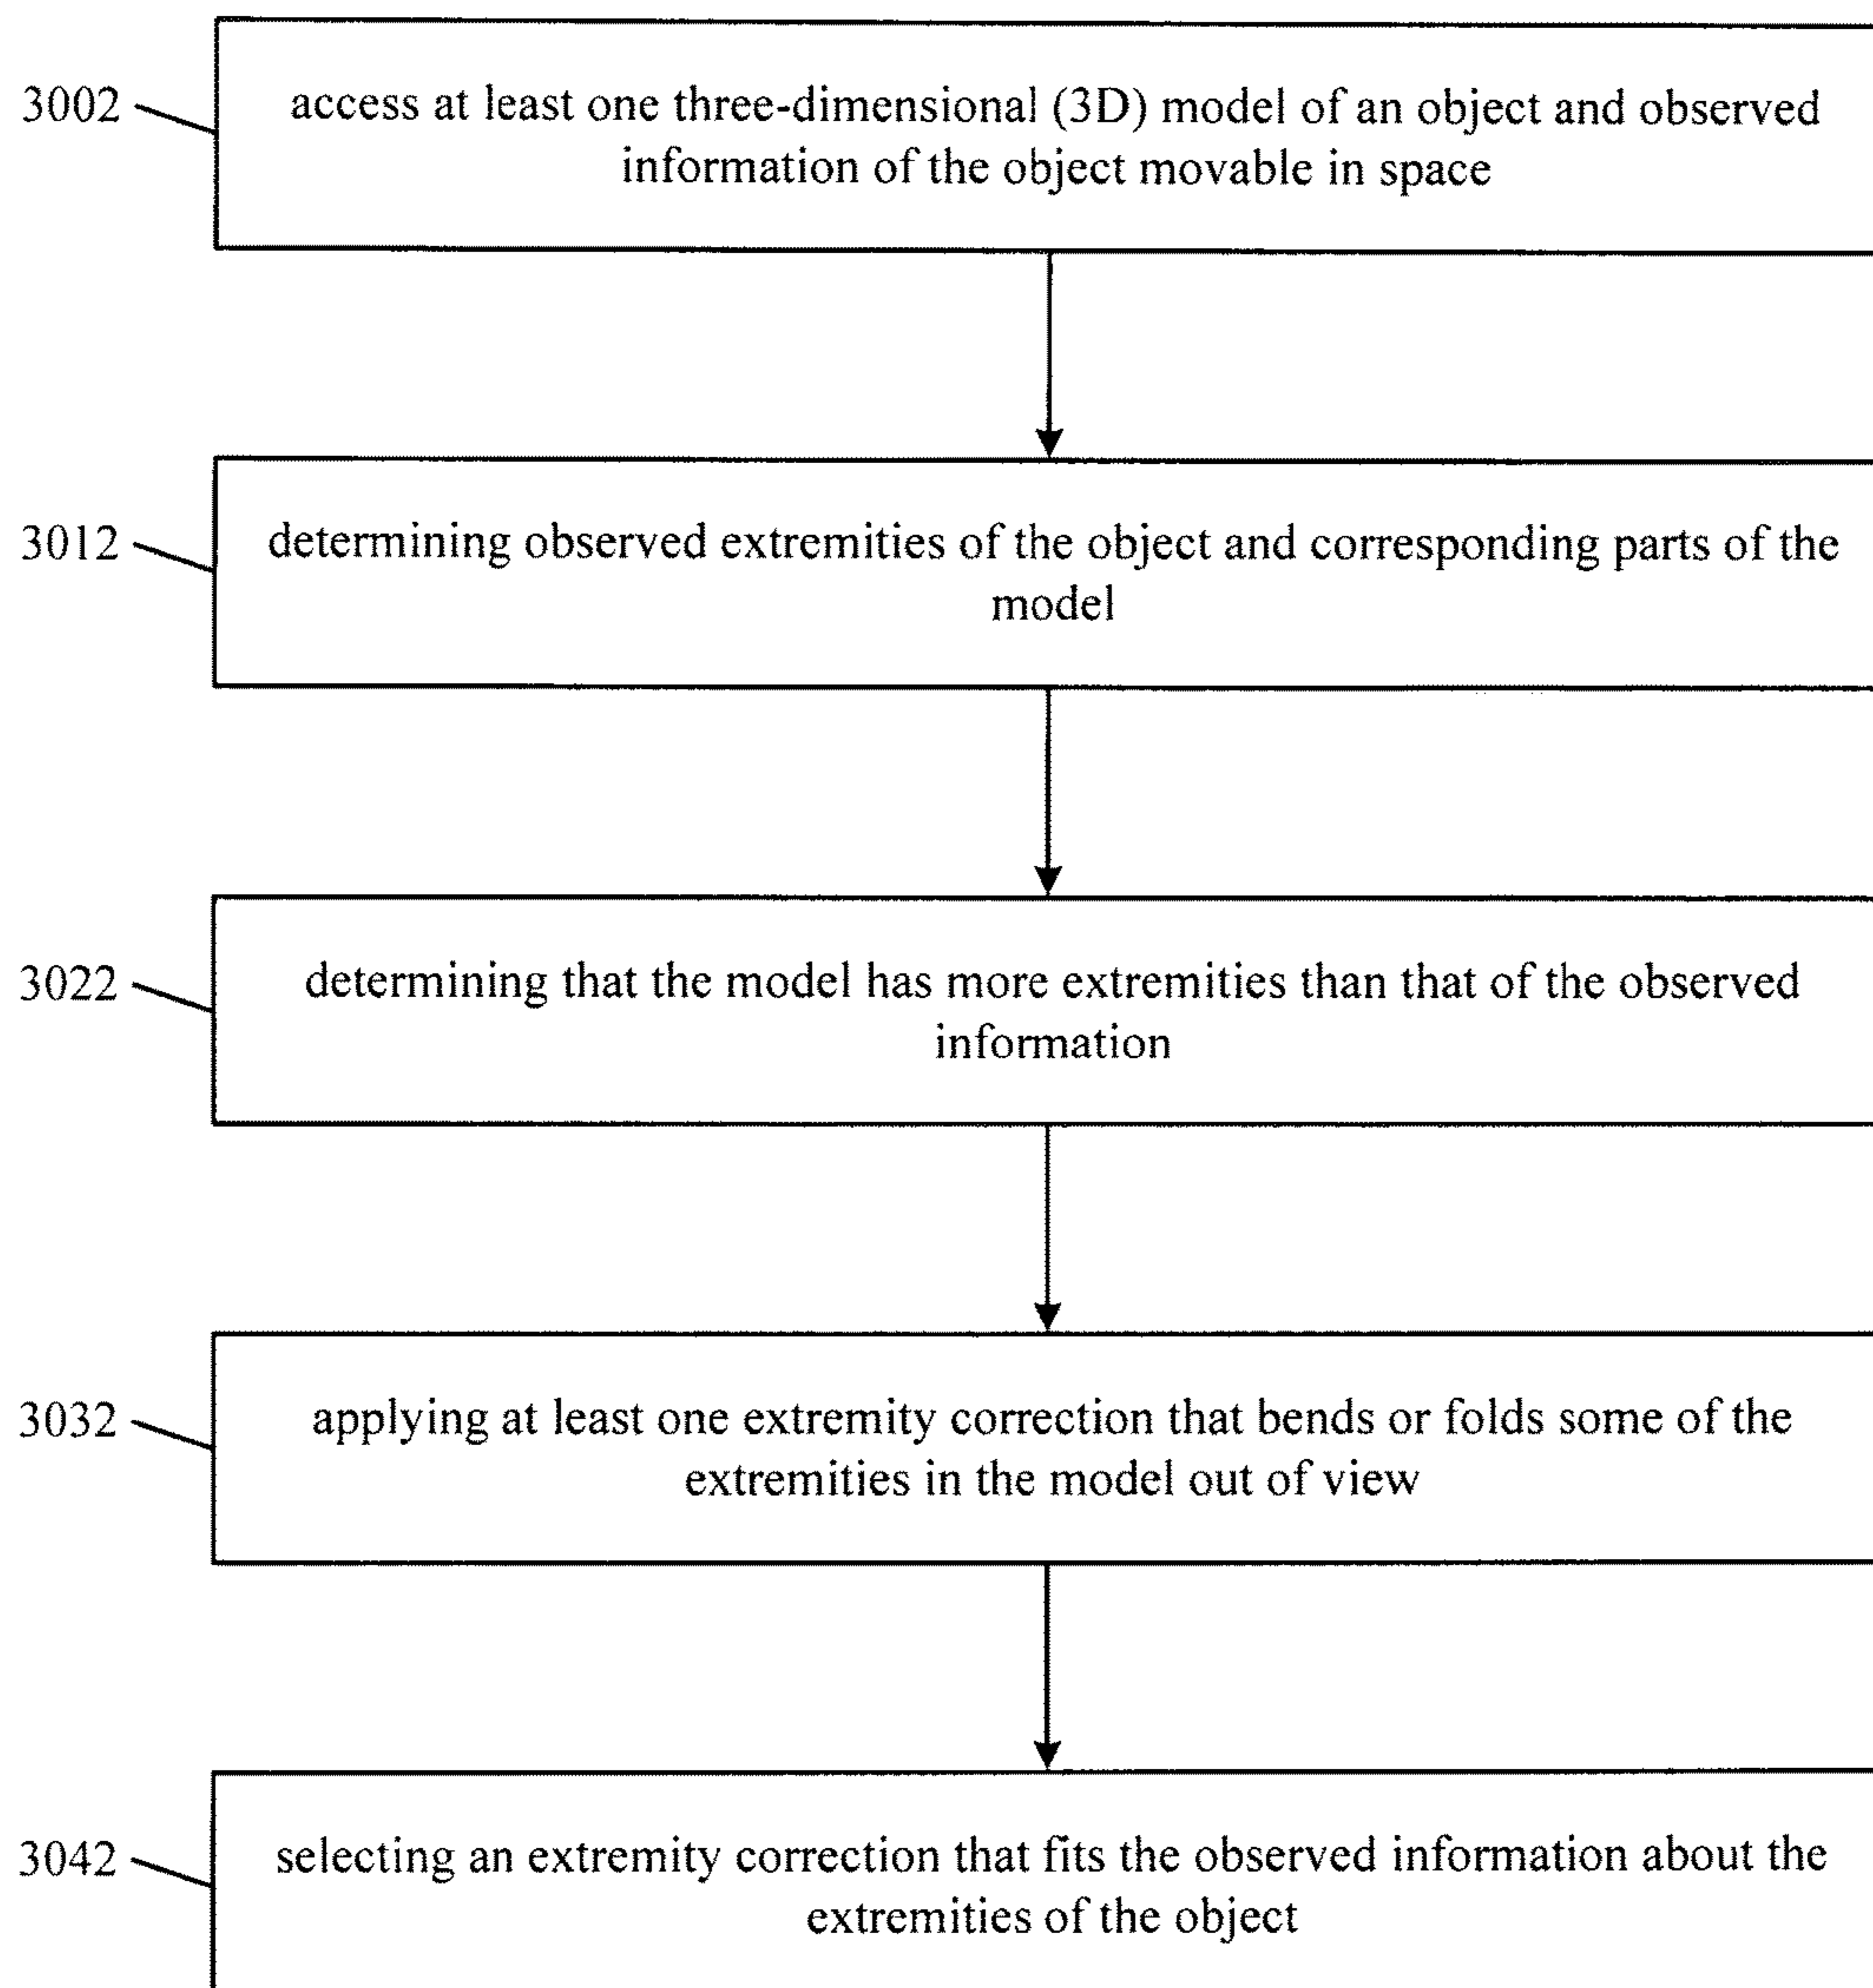 3002
access at least one three-dimensional (3D) model of an object and observed
information of the object movable in space
3012
determining observed extremities of the object and corresponding parts of the
model
3022
determining that the model has more extremities than that of the observed
information
3032
applying at least one extremity correction that bends or folds some of the
extremities in the model out of view
3042
selecting an extremity correction that fits the observed information about the
extremities of the object